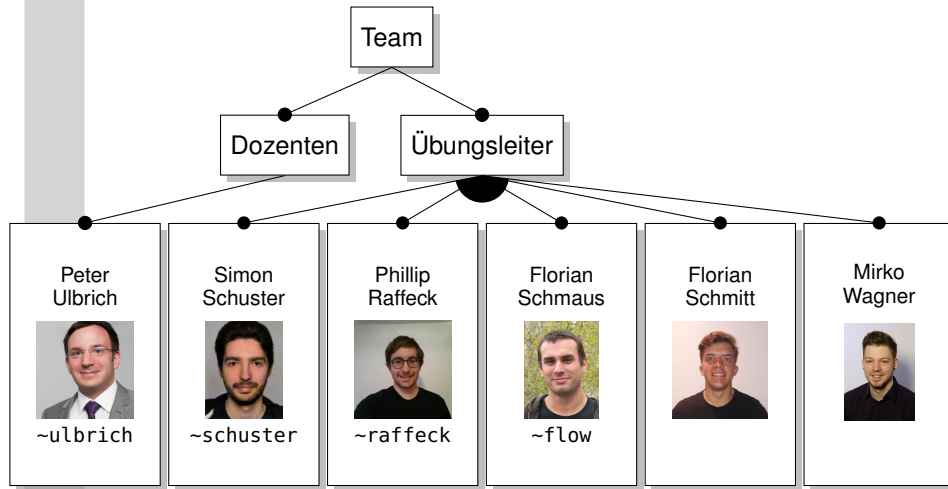 Team
Dozenten
Übungsleiter
Peter
Ulbrich
Simon
Schuster
Phillip
Raffeck
Florian
Schmaus
Florian
Schmitt
Mirko
Wagner
~ulbrich
~schuster
~raffeck
~flow